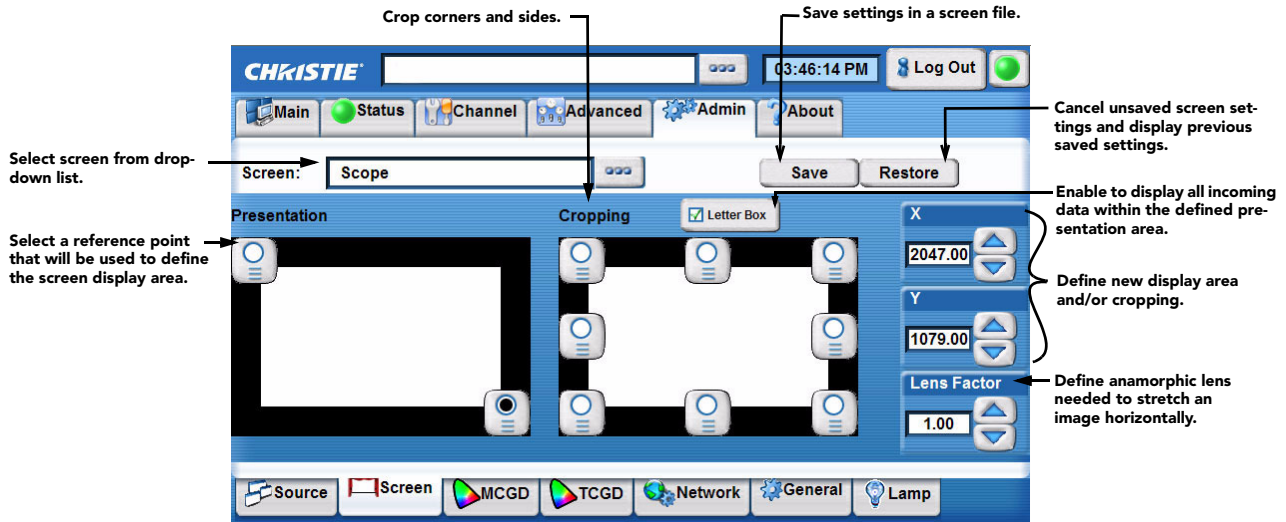 Crop corners and sides.
Save settings in a screen file.
CHRISTIE
03:46:14 PM
Log Out
Main
Status
Channel
Advanced
Admin
About
Cancel unsaved screen set-
tings and display previous
saved settings.
Select screen from drop-
down list.
Screen:
Scope
Save
Restore
Enable to display all incoming
data within the defined pre-
sentation area.
Presentation
Cropping
Letter Box
X
Select a reference point
that will be used to define
the screen display area.
2047.00
Define new display area
and/or cropping.
Y
1079.00
Lens Factor
Define anamorphic lens
needed to stretch an
image horizontally.
1.00
Source
Screen
MCGD
TCGD
Network
General
Lamp